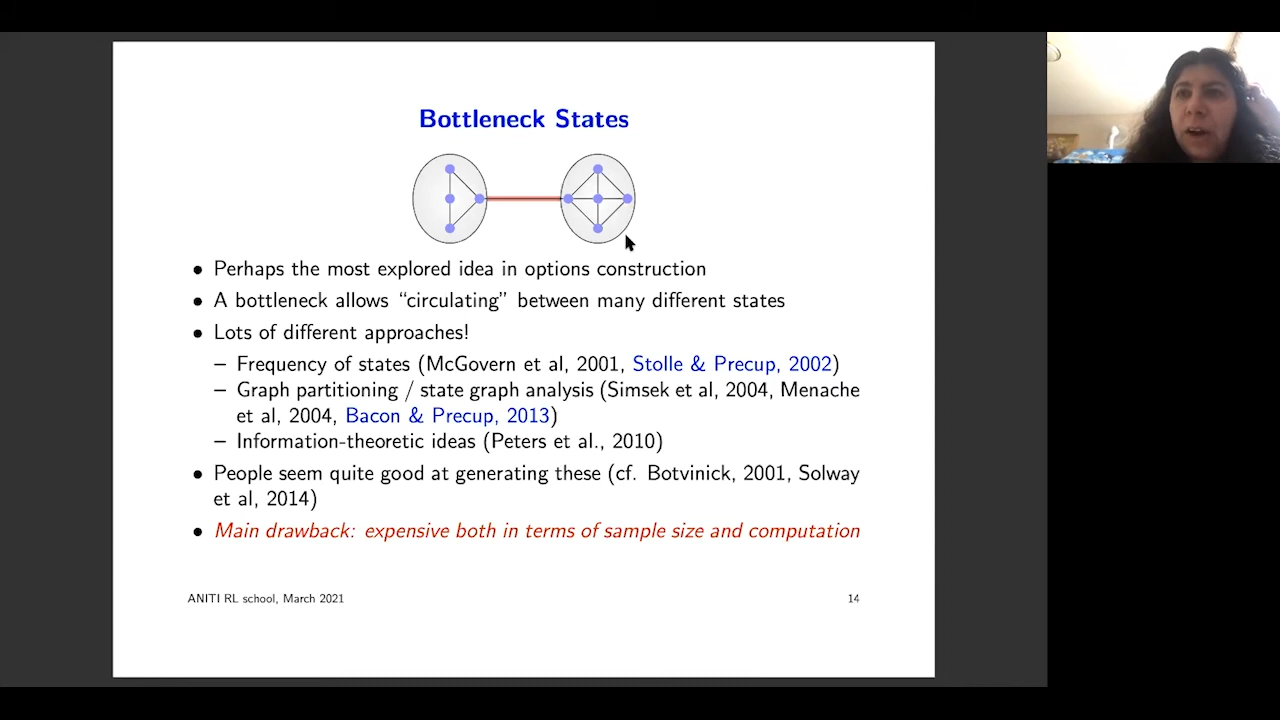 Bottleneck States
• Perhaps the most explored idea in options construction
• A bottleneck allows “circulating” between many different states
• Lots of different approaches!
– Frequency of states (McGovern et al, 2001, Stolle & Precup, 2002)
– Graph partitioning / state graph analysis (Simsek et al, 2004, Menache
et al, 2004, Bacon & Precup, 2013)
– Information-theoretic ideas (Peters et al., 2010)
• People seem quite good at generating these (cf. Botvinick, 2001, Solway
et al, 2014)
• Main drawback: expensive both in terms of sample size and computation
ANITI RL school, March 2021
14